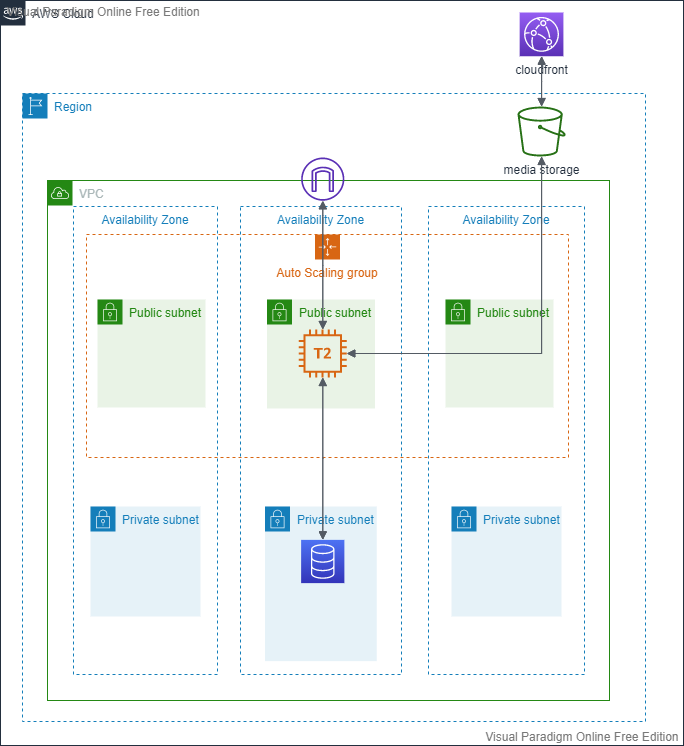 aws
AWS Cloud
Visual Paradigm Online Free Edition
cloudfront
Region
media storage
VPC
Availability Zone
Availability Zone
Availability Zone
Auto Scaling group
Public subnet
Public subnet
Public subnet
T2
Private subnet
Private subnet
Private subnet
Visual Paradigm Online Free Edition